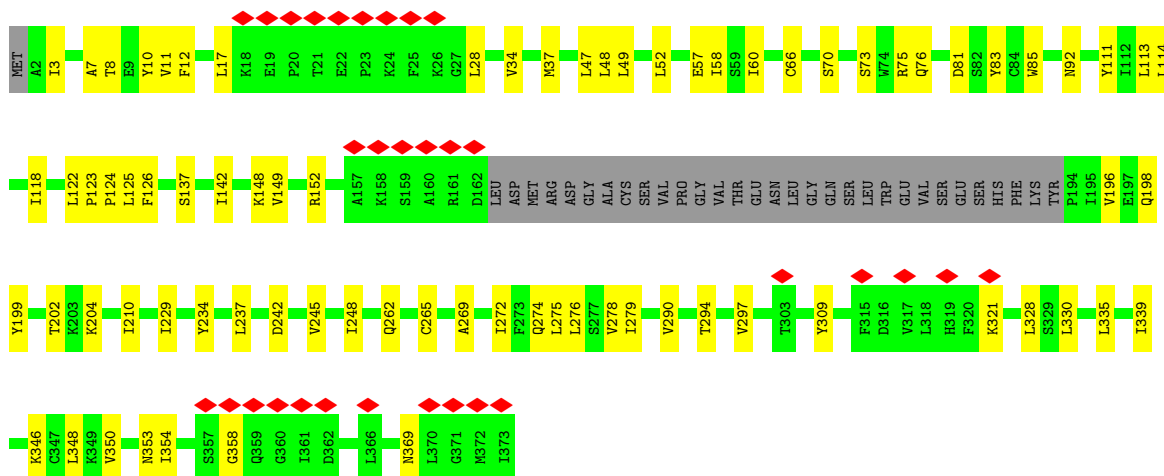 MET A2 I3 A7 T8 E9 Y10 V11 F12 L17 K18 E19 P20 T21 E22 P23 K24 F25 K26 G27 L28 V34 M37 L47 L48 L49 L52 E57 I58 S59 I60 C66 S70 S73 W74 R75 Q76 D81 S82 Y83 C84 W85 N92 Y111 I112 L113 I114
I118 L122 P123 P124 L125 F126 S137 I142 K148 V149 R152 A157 K158 S159 A160 R161 D162 LEU ASP MET ARG ASP GLY ALA CYS SER VAL PRO GLY VAL THR GLU ASN LEU GLY GLN SER LEU TRP GLU VAL SER GLU SER HIS PHE LYS TYR P194 I195 V196 E197 Q198
Y199 T202 K203 K204 I210 I229 Y234 L237 D242 V245 I248 Q262 C265 A269 I272 F273 Q274 L275 L276 S277 V278 I279 V290 T294 V297 T303 Y309 F315 D316 V317 L318 H319 F320 K321 L328 S329 L330 L335 I339
K346 C347 L348 K349 V350 N353 I354 S357 G358 Q359 G360 I361 D362 L366 N369 L370 G371 M372 I373